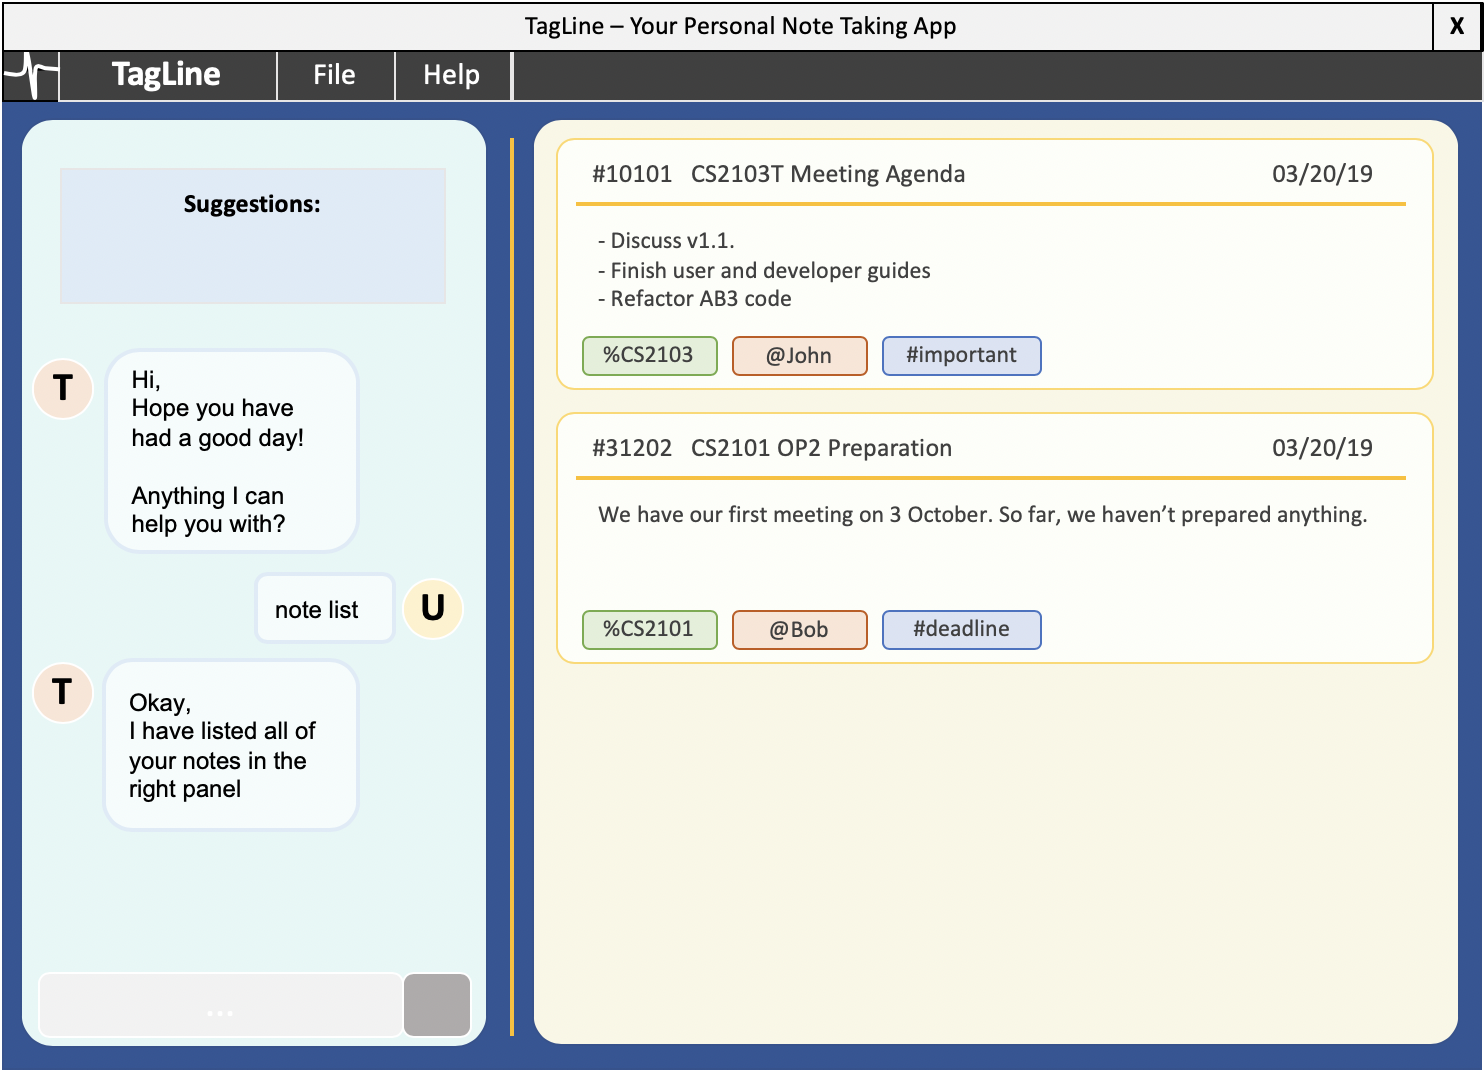 TagLine – Your Personal Note Taking App X
TagLine File Help
Suggestions:
T
Hi,
Hope you have
had a good day!
Anything I can
help you with?
note list
U
T
Okay,
I have listed all of
your notes in the
right panel
...
#10101 CS2103T Meeting Agenda 03/20/19
- Discuss v1.1.
- Finish user and developer guides
- Refactor AB3 code
%CS2103 @John #important
#31202 CS2101 OP2 Preparation 03/20/19
We have our first meeting on 3 October. So far, we haven’t prepared anything.
%CS2101 @Bob #deadline